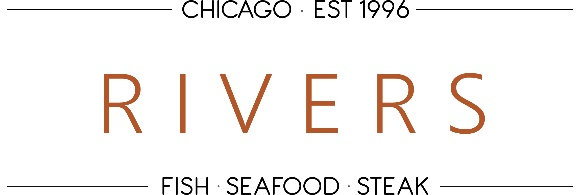 CHICAGO · EST 1996
RIVERS
FISH · SEAFOOD · STEAK